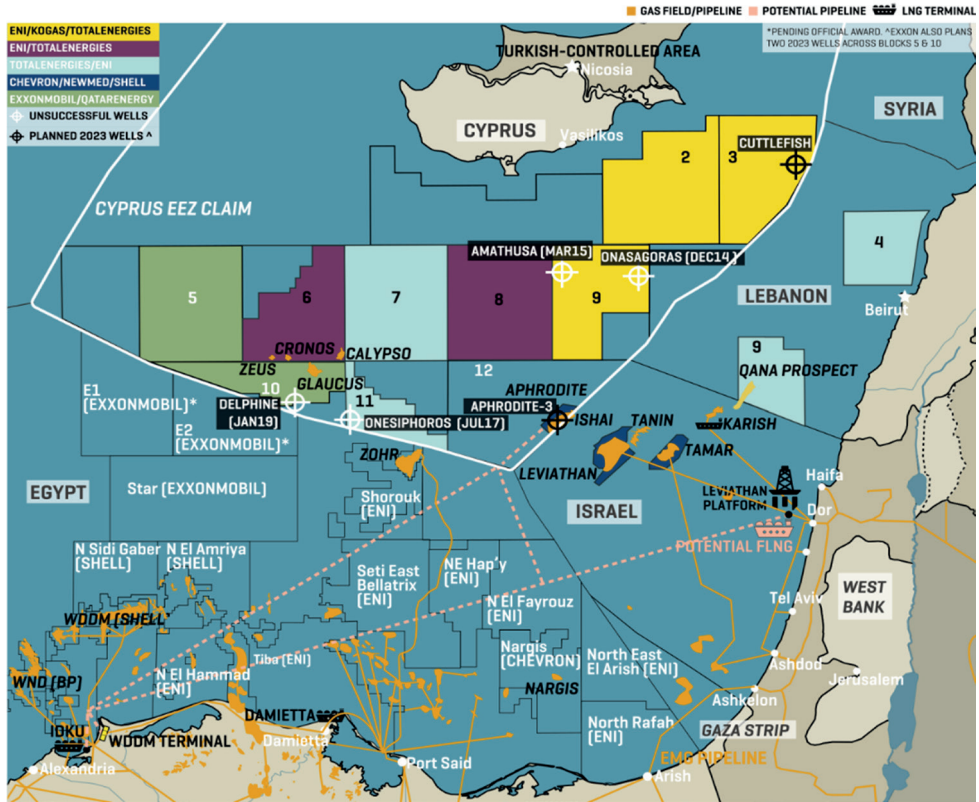 GAS FIELD/PIPELINE
POTENTIAL PIPELINE
LNG TERMINAL
*PENDING OFFICIAL AWARD. ^EXXON ALSO PLANS
TWO 2023 WELLS ACROSS BLOCKS 5 & 10
ENI/KOGAS/TOTALENERGIES
ENI/TOTALENERGIES
TOTALENERGIES/ENI
CHEVRON/NEWMED/SHELL
EXXONMOBIL/QATARENERGY
UNSUCCESSFUL WELLS
PLANNED 2023 WELLS ^
TURKISH-CONTROLLED AREA
Nicosia
CYPRUS
Vasilikos
SYRIA
2
3
CUTTLEFISH
CYPRUS EEZ CLAIM
4
AMATHUSA (MAR15)
ONASAGORAS (DEC14)
5
6
7
8
9
LEBANON
Beirut
CRONOS
CALYPSO
ZEUS
GLAUCUS
10
11
12
9
QANA PROSPECT
E1
(EXXONMOBIL)*
E2
(EXXONMOBIL)*
DELPHINE
(JAN19)
ONESIPHOROS (JUL17)
APHRODITE
APHRODITE-3
ISHAI
TANIN
KARISH
ZOHR
LEVIATHAN
TAMAR
EGYPT
Star (EXXONMOBIL)
Shorouk
(ENI)
ISRAEL
LEVIATHAN
PLATFORM
Haifa
Dor
POTENTIAL FLNG
N Sidi Gaber
(SHELL)
N El Amriya
(SHELL)
Seti East
Bellatrix
(ENI)
NE Hap'y
(ENI)
N El Fayrouz
(ENI)
WEST
BANK
Tel Aviv
WDDM (SHELL)
Tiba (ENI)
Nargis
(CHEVRON)
North East
El Arish (ENI)
Ashdod
Jerusalem
WND (BP)
N El Hammad
(ENI)
NARGIS
Ashkelon
DAMIETTA
North Rafah
(ENI)
GAZA STRIP
IDKU
WDDM TERMINAL
Damietta
Port Said
EMG PIPELINE
Alexandria
Arish